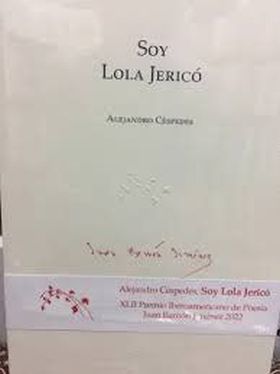 SOY
LOLA JERICÓ
ALEJANDRO CÉSPEDES
Juan Ramón Jiménez
Alejandro Céspedes, Soy Lola Jericó
XLII Premio Iberoamericano de Poesía
Juan Ramón Jiménez 2022